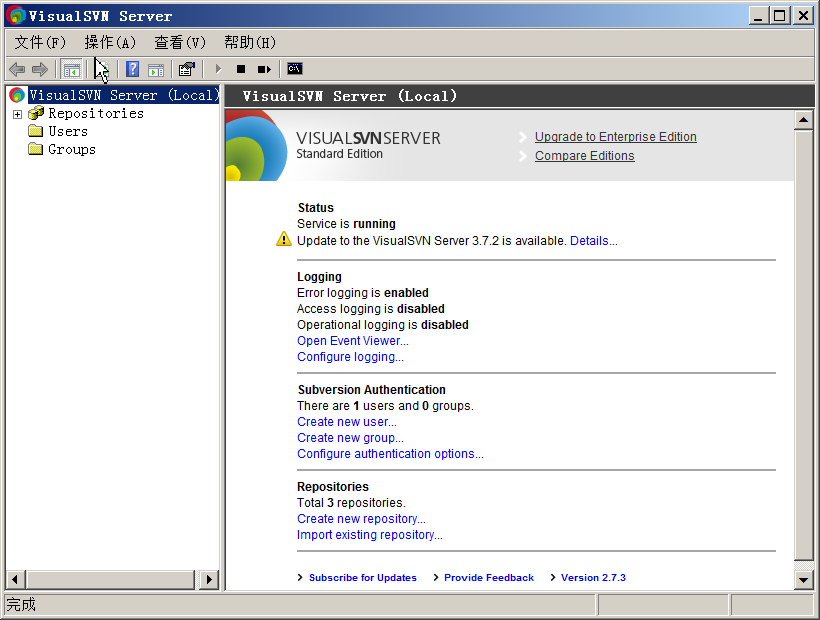 VisualSVN Server
文件(F) 操作(A) 查看(V) 帮助(H)
VisualSVN Server (Local)
Repositories
Users
Groups
VisualSVN Server (Local)
VISUALSVNSERVER
Standard Edition
Upgrade to Enterprise Edition
Compare Editions
Status
Service is running
Update to the VisualSVN Server 3.7.2 is available. Details...
Logging
Error logging is enabled
Access logging is disabled
Operational logging is disabled
Open Event Viewer...
Configure logging...
Subversion Authentication
There are 1 users and 0 groups.
Create new user...
Create new group...
Configure authentication options...
Repositories
Total 3 repositories.
Create new repository...
Import existing repository...
Subscribe for Updates Provide Feedback Version 2.7.3
完成